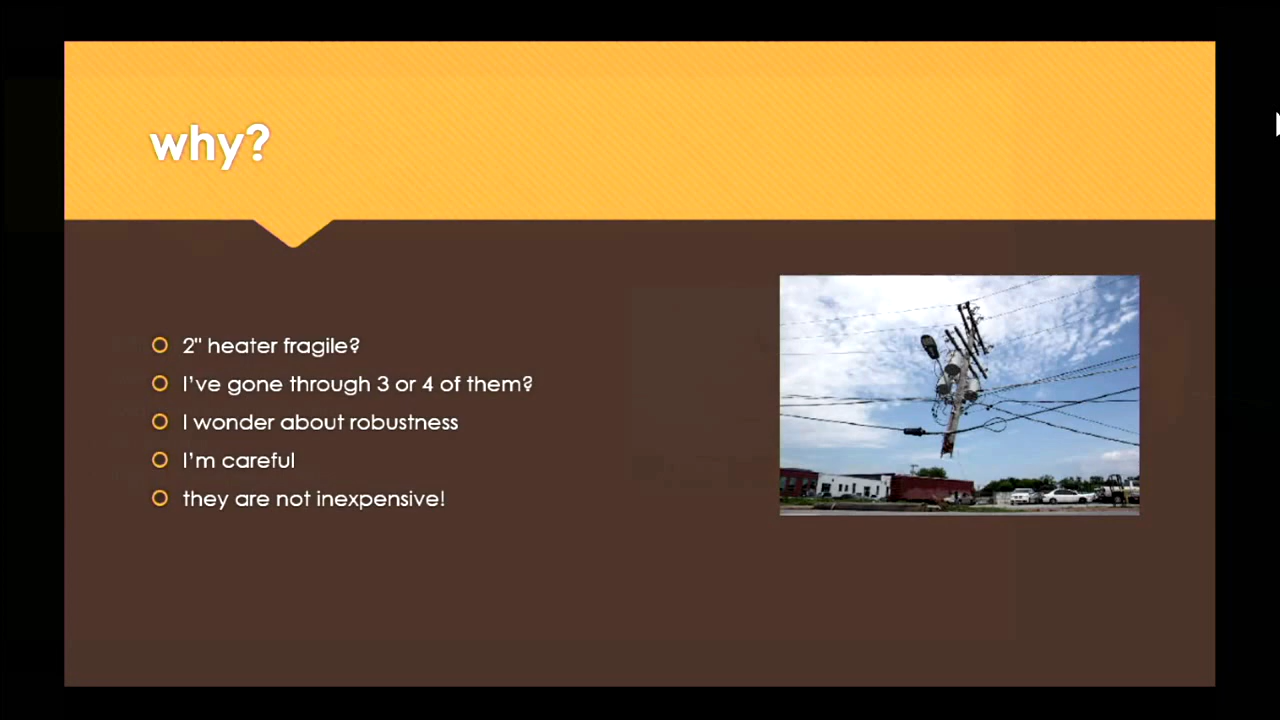 why?
2" heater fragile?
I've gone through 3 or 4 of them?
I wonder about robustness
I'm careful
they are not inexpensive!